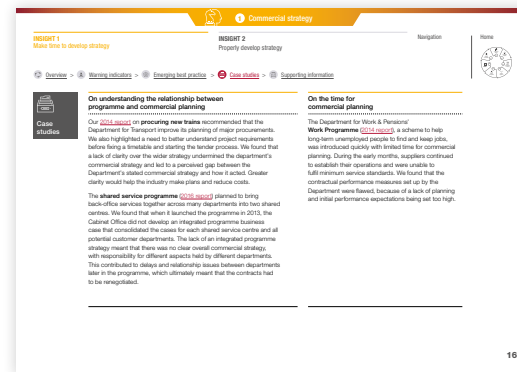 1 Commercial strategy
INSIGHT 1
Make time to develop strategy
INSIGHT 2
Properly develop strategy
Navigation
Home
Overview > Warning indicators > Emerging best practice > Case studies > Supporting information
Case
studies
On understanding the relationship between
programme and commercial planning
Our 2014 report on procuring new trains recommended that the
Department for Transport improve its planning of major procurements.
We also highlighted a need to better understand project requirements
before fixing a timetable and starting the tender process. We found that
a lack of clarity over the wider strategy undermined the department's
commercial strategy and led to a perceived gap between the
Department's stated commercial strategy and how it acted. Greater
clarity would help the industry make plans and reduce costs.
The shared service programme (2016 report) planned to bring
back-office services together across many departments into two shared
centres. We found that when it launched the programme in 2013, the
Cabinet Office did not develop an integrated programme business
case that consolidated the cases for each shared service centre and all
potential customer departments. The lack of an integrated programme
strategy meant that there was no clear overall commercial strategy,
with responsibility for different aspects held by different departments.
This contributed to delays and relationship issues between departments
later in the programme, which ultimately meant that the contracts had
to be renegotiated.
On the time for
commercial planning
The Department for Work & Pensions'
Work Programme (2014 report), a scheme to help
long-term unemployed people to find and keep jobs,
was introduced quickly with limited time for commercial
planning. During the early months, suppliers continued
to establish their operations and were unable to
fulfil minimum service standards. We found that the
contractual performance measures set up by the
Department were flawed, because of a lack of planning
and initial performance expectations being set too high.
16